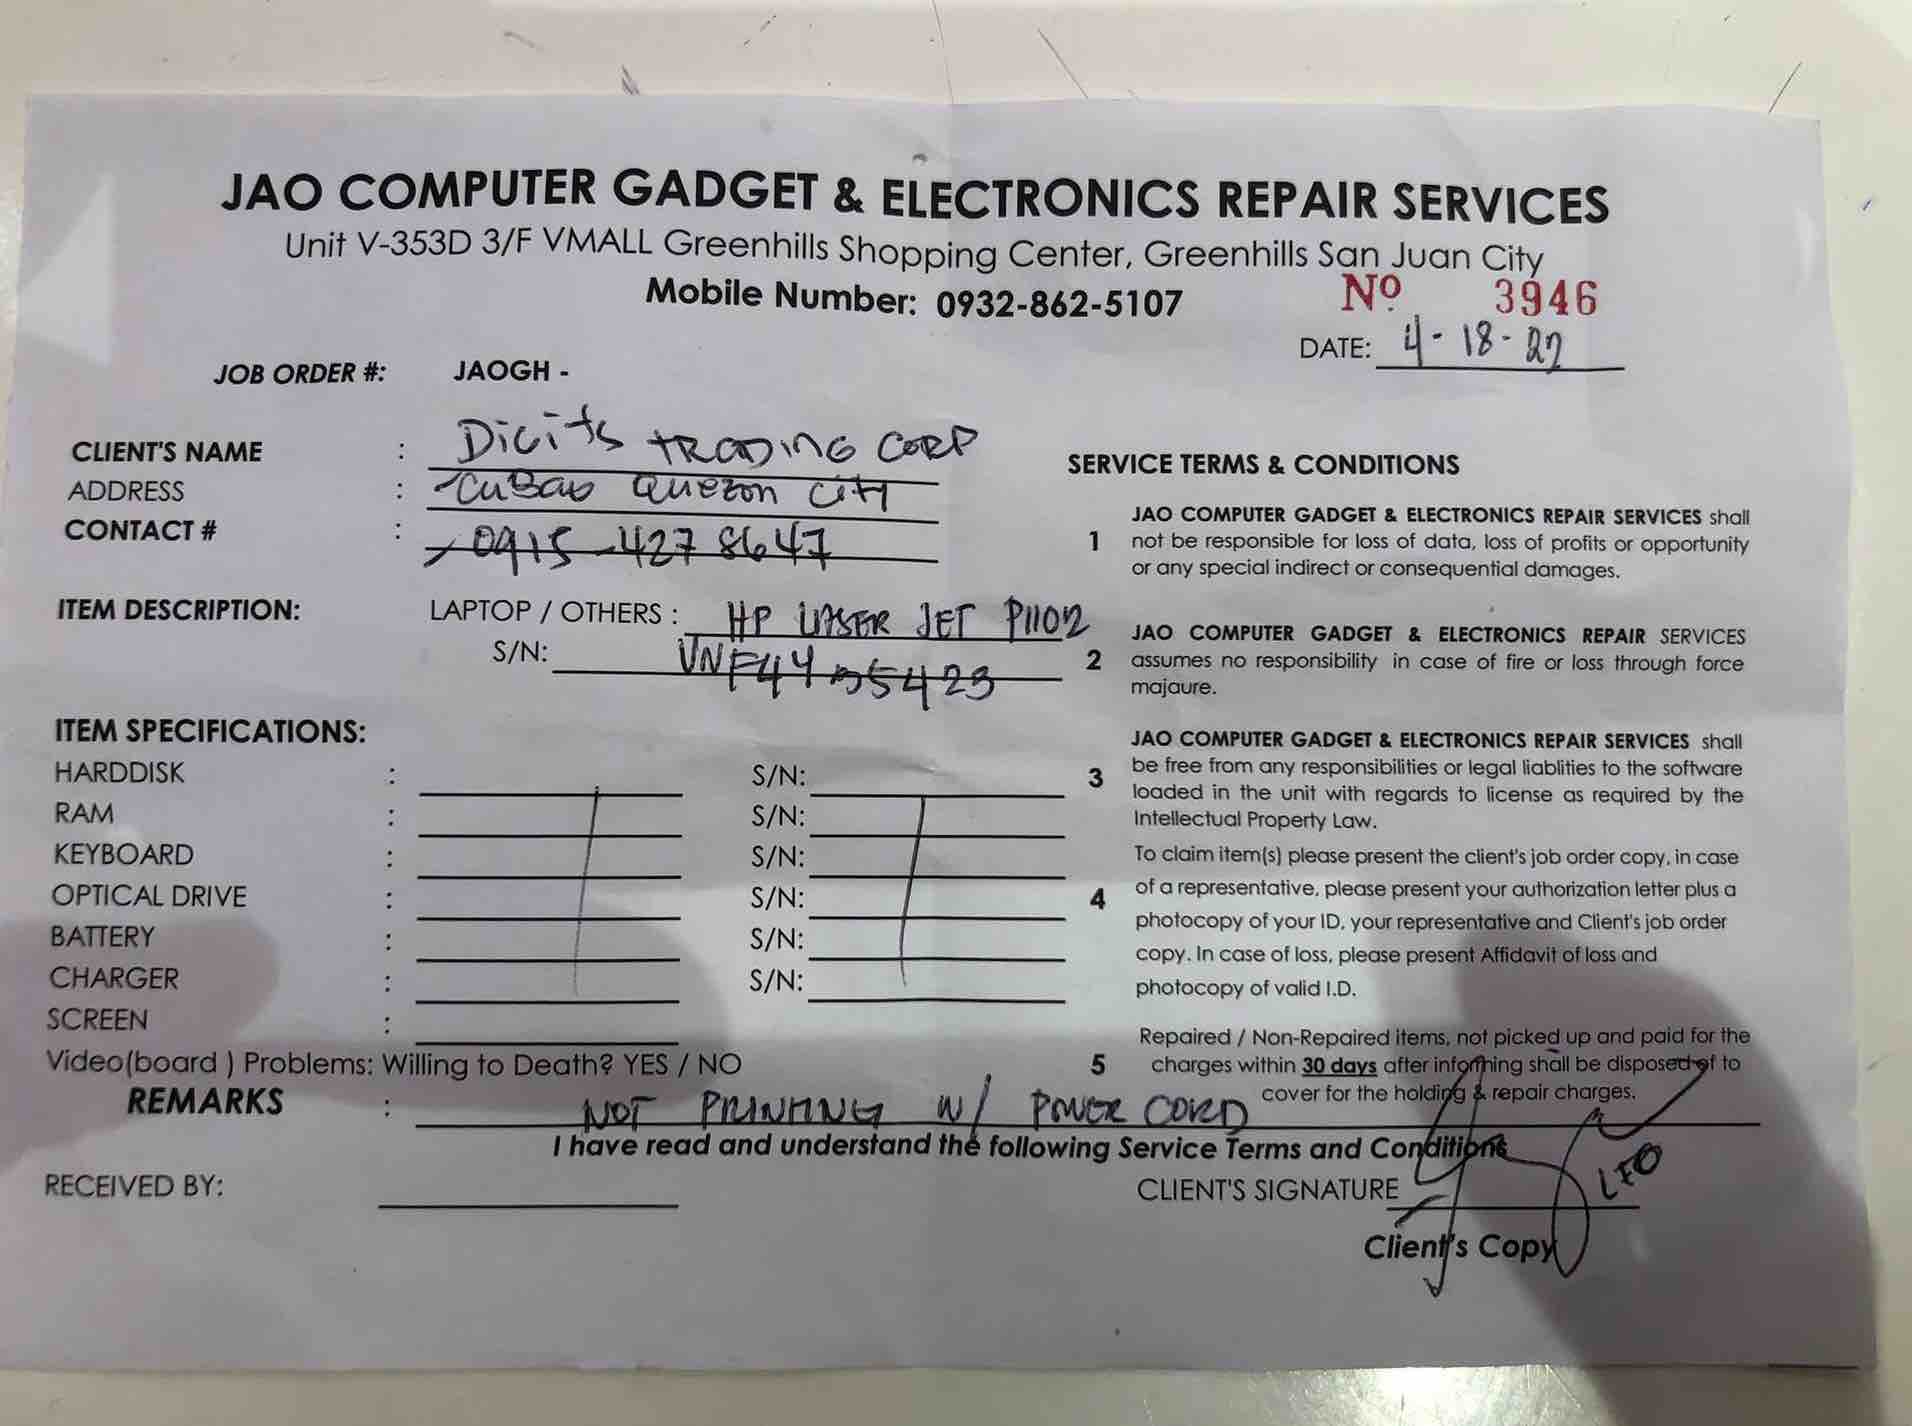 JAO COMPUTER GADGET & ELECTRONICS REPAIR SERVICES
Unit V-353D 3/F VMALL Greenhills Shopping Center, Greenhills San Juan City
Mobile Number: 0932-862-5107
Nº 3946
DATE: 4-18-22
JOB ORDER #: JAOGH -
CLIENT'S NAME : Digits TRADING CORP
ADDRESS : CUBAO QUEZON CITY
CONTACT # : 0915-4278647
ITEM DESCRIPTION: LAPTOP / OTHERS : HP LASER JET P1102
S/N: VNF4435423
ITEM SPECIFICATIONS:
HARDDISK : S/N:
RAM : S/N:
KEYBOARD : S/N:
OPTICAL DRIVE : S/N:
BATTERY : S/N:
CHARGER : S/N:
SCREEN :
Video(board ) Problems: Willing to Death? YES / NO
REMARKS : NOT PRINTING W/ POWER CORD
SERVICE TERMS & CONDITIONS
JAO COMPUTER GADGET & ELECTRONICS REPAIR SERVICES shall
1 not be responsible for loss of data, loss of profits or opportunity
or any special indirect or consequential damages.
JAO COMPUTER GADGET & ELECTRONICS REPAIR SERVICES
2 assumes no responsibility in case of fire or loss through force
majaure.
JAO COMPUTER GADGET & ELECTRONICS REPAIR SERVICES shall
3 be free from any responsibilities or legal liablities to the software
loaded in the unit with regards to license as required by the
Intellectual Property Law.
To claim item(s) please present the client's job order copy, in case
4 of a representative, please present your authorization letter plus a
photocopy of your ID, your representative and Client's job order
copy. In case of loss, please present Affidavit of loss and
photocopy of valid I.D.
Repaired / Non-Repaired items, not picked up and paid for the
5 charges within 30 days after informing shall be disposed of to
cover for the holding & repair charges.
I have read and understand the following Service Terms and Conditions
RECEIVED BY:
CLIENT'S SIGNATURE LEO
Client's Copy